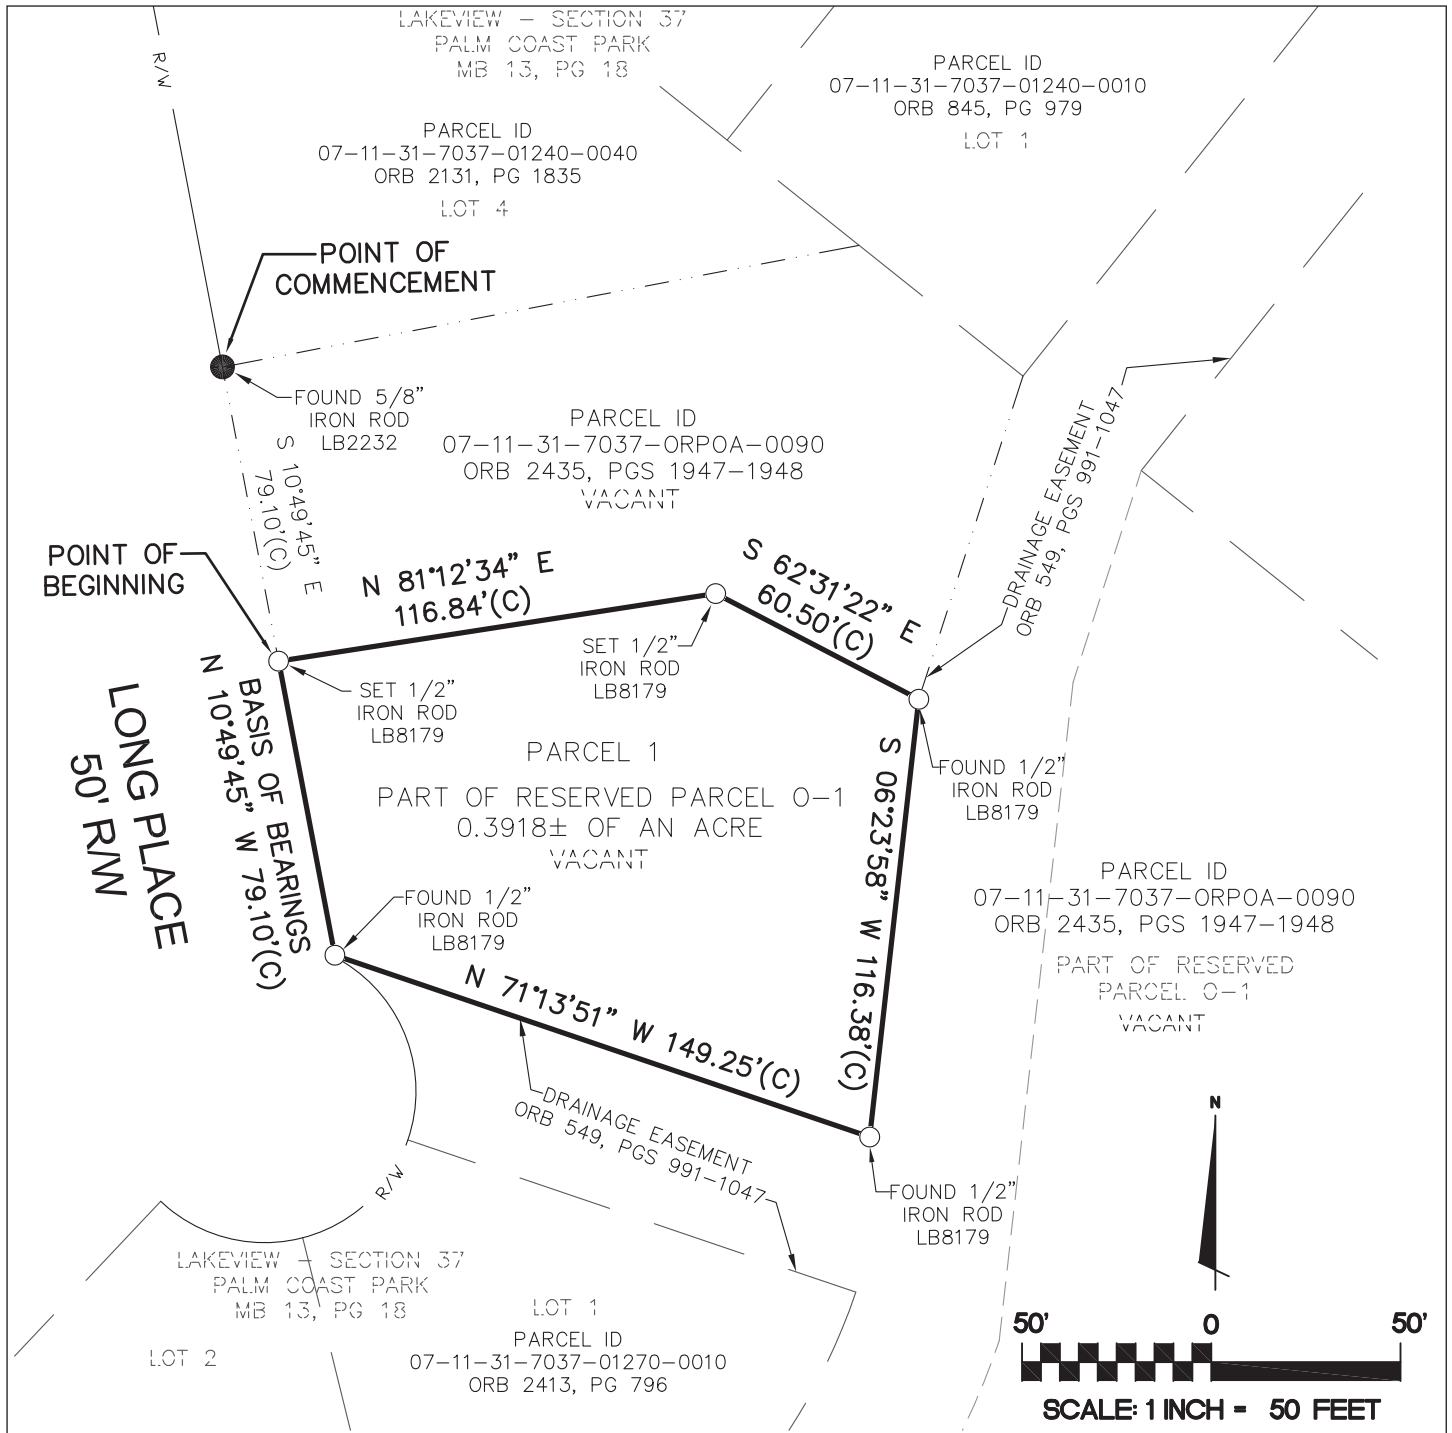 LAKEVIEW – SECTION 37
PALM COAST PARK
MB 13, PG 18
R/W
PARCEL ID
07–11–31–7037–01240–0010
ORB 845, PG 979
LOT 1
PARCEL ID
07–11–31–7037–01240–0040
ORB 2131, PG 1835
LOT 4
POINT OF
COMMENCEMENT
FOUND 5/8”
IRON ROD
LB2232
S 10°49'45” E
79.10'(C)
PARCEL ID
07–11–31–7037–ORPOA–0090
ORB 2435, PGS 1947–1948
VACANT
DRAINAGE EASEMENT
ORB 549, PGS 991–1047
POINT OF
BEGINNING
N 81°12'34” E
116.84'(C)
S 62°31'22” E
60.50'(C)
SET 1/2”
IRON ROD
LB8179
SET 1/2”
IRON ROD
LB8179
LONG PLACE
50' R/W
BASIS OF BEARINGS
N 10°49'45” W 79.10'(C)
PARCEL 1
PART OF RESERVED PARCEL O–1
0.3918± OF AN ACRE
VACANT
S 06°23'58” W 116.38'(C)
FOUND 1/2”
IRON ROD
LB8179
FOUND 1/2”
IRON ROD
LB8179
PARCEL ID
07–11–31–7037–ORPOA–0090
ORB 2435, PGS 1947–1948
PART OF RESERVED
PARCEL O–1
VACANT
N 71°13'51” W 149.25'(C)
DRAINAGE EASEMENT
ORB 549, PGS 991–1047
R/W
FOUND 1/2”
IRON ROD
LB8179
N
LAKEVIEW – SECTION 37
PALM COAST PARK
MB 13, PG 18
LOT 2
LOT 1
PARCEL ID
07–11–31–7037–01270–0010
ORB 2413, PG 796
50' 0 50'
SCALE: 1 INCH = 50 FEET